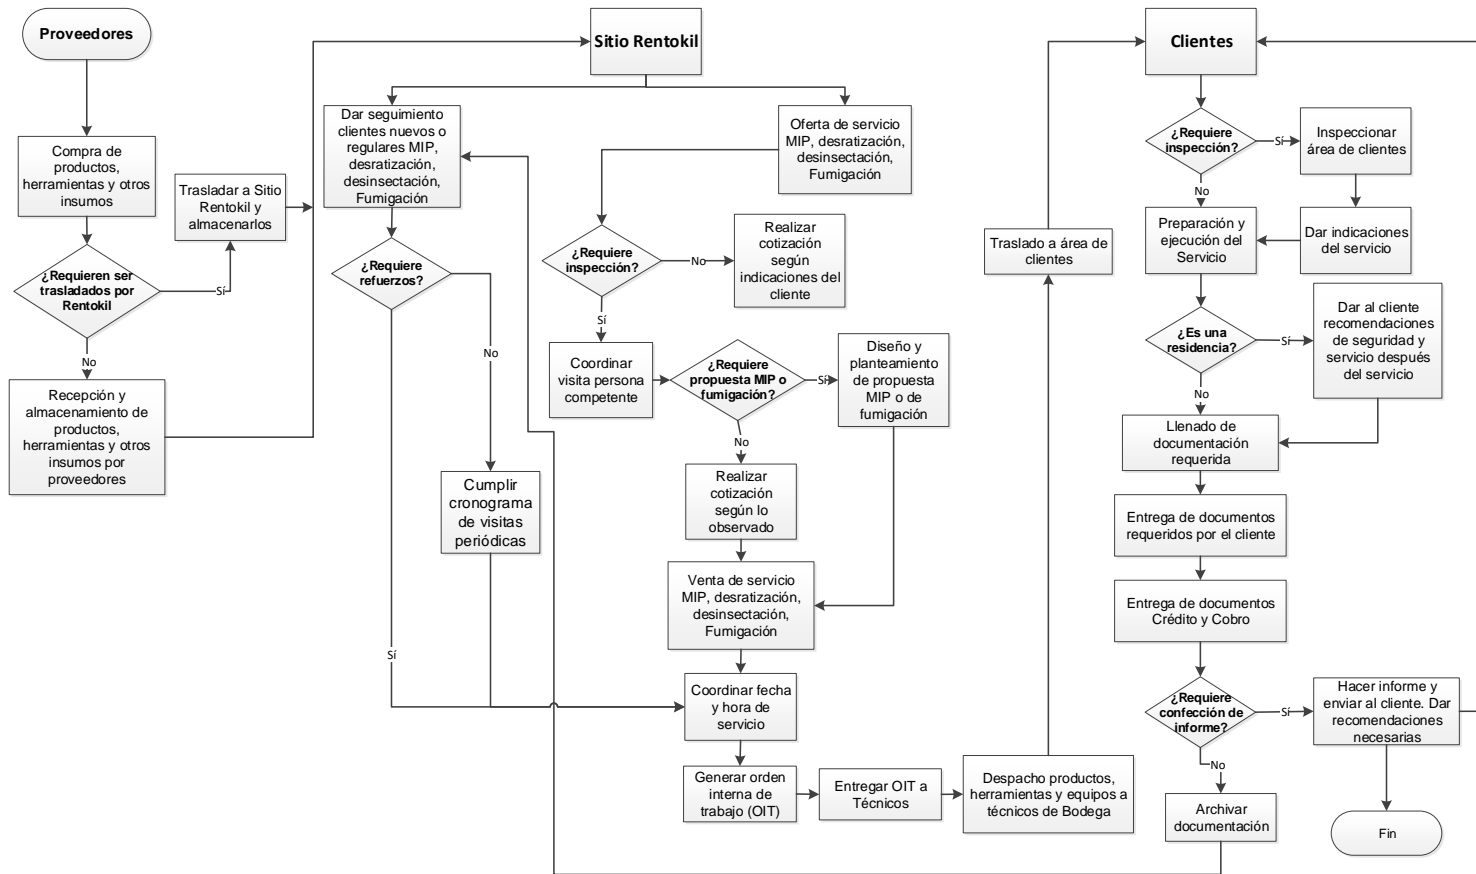 Proveedores
Compra de
productos,
herramientas y otros
insumos
Trasladar a Sitio
Rentokil y
almacenarlos
¿Requieren ser
trasladados por
Rentokil
Sí
No
Recepción y
almacenamiento de
productos,
herramientas y otros
insumos por
proveedores
Sitio Rentokil
Dar seguimiento
clientes nuevos o
regulares MIP,
desratización,
desinsectación,
Fumigación
¿Requiere
refuerzos?
No
Sí
Cumplir
cronograma
de visitas
periódicas
Oferta de servicio
MIP, desratización,
desinsectación,
Fumigación
¿Requiere
inspección?
No
Realizar
cotización
según
indicaciones del
cliente
Sí
Coordinar
visita persona
competente
¿Requiere
propuesta MIP o
fumigación?
Sí
Diseño y
planteamiento
de propuesta
MIP o de
fumigación
No
Realizar
cotización
según lo
observado
Venta de servicio
MIP, desratización,
desinsectación,
Fumigación
Coordinar fecha
y hora de
servicio
Generar orden
interna de
trabajo (OIT)
Entregar OIT a
Técnicos
Despacho productos,
herramientas y equipos a
técnicos de Bodega
Traslado a área de
clientes
Clientes
¿Requiere
inspección?
Sí
Inspeccionar
área de clientes
No
Dar indicaciones
del servicio
Preparación y
ejecución del
Servicio
¿Es una
residencia?
Sí
Dar al cliente
recomendaciones
de seguridad y
servicio después
del servicio
No
Llenado de
documentación
requerida
Entrega de documentos
requeridos por el cliente
Entrega de documentos
Crédito y Cobro
¿Requiere
confección de
informe?
Sí
Hacer informe y
enviar al cliente. Dar
recomendaciones
necesarias
No
Archivar
documentación
Fin